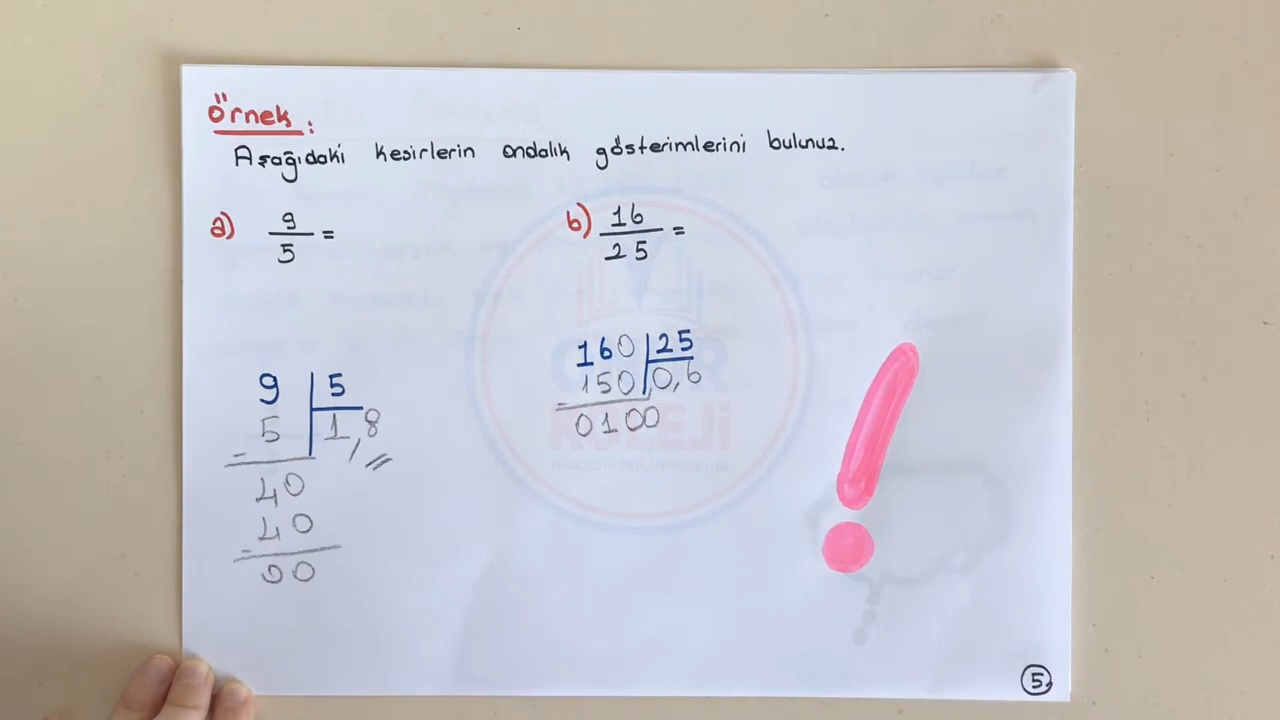 Örnek :
Aşağıdaki kesirlerin ondalık gösterimlerini bulunuz.
a) 9/5 =
b) 16/25 =
9 | 5
- 5 | 1,8
40
- 40
00
160 | 25
- 150 | 0,6
0100
KOLEJİ
5